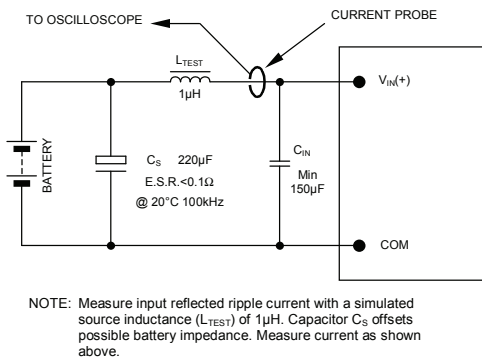 TO OSCILLOSCOPE
CURRENT PROBE
LTEST
1µH
VIN(+)
BATTERY
CS 220µF
E.S.R.<0.1Ω
@ 20°C 100kHz
CIN
Min
150µF
COM
NOTE: Measure input reflected ripple current with a simulated
source inductance (LTEST) of 1µH. Capacitor CS offsets
possible battery impedance. Measure current as shown
above.